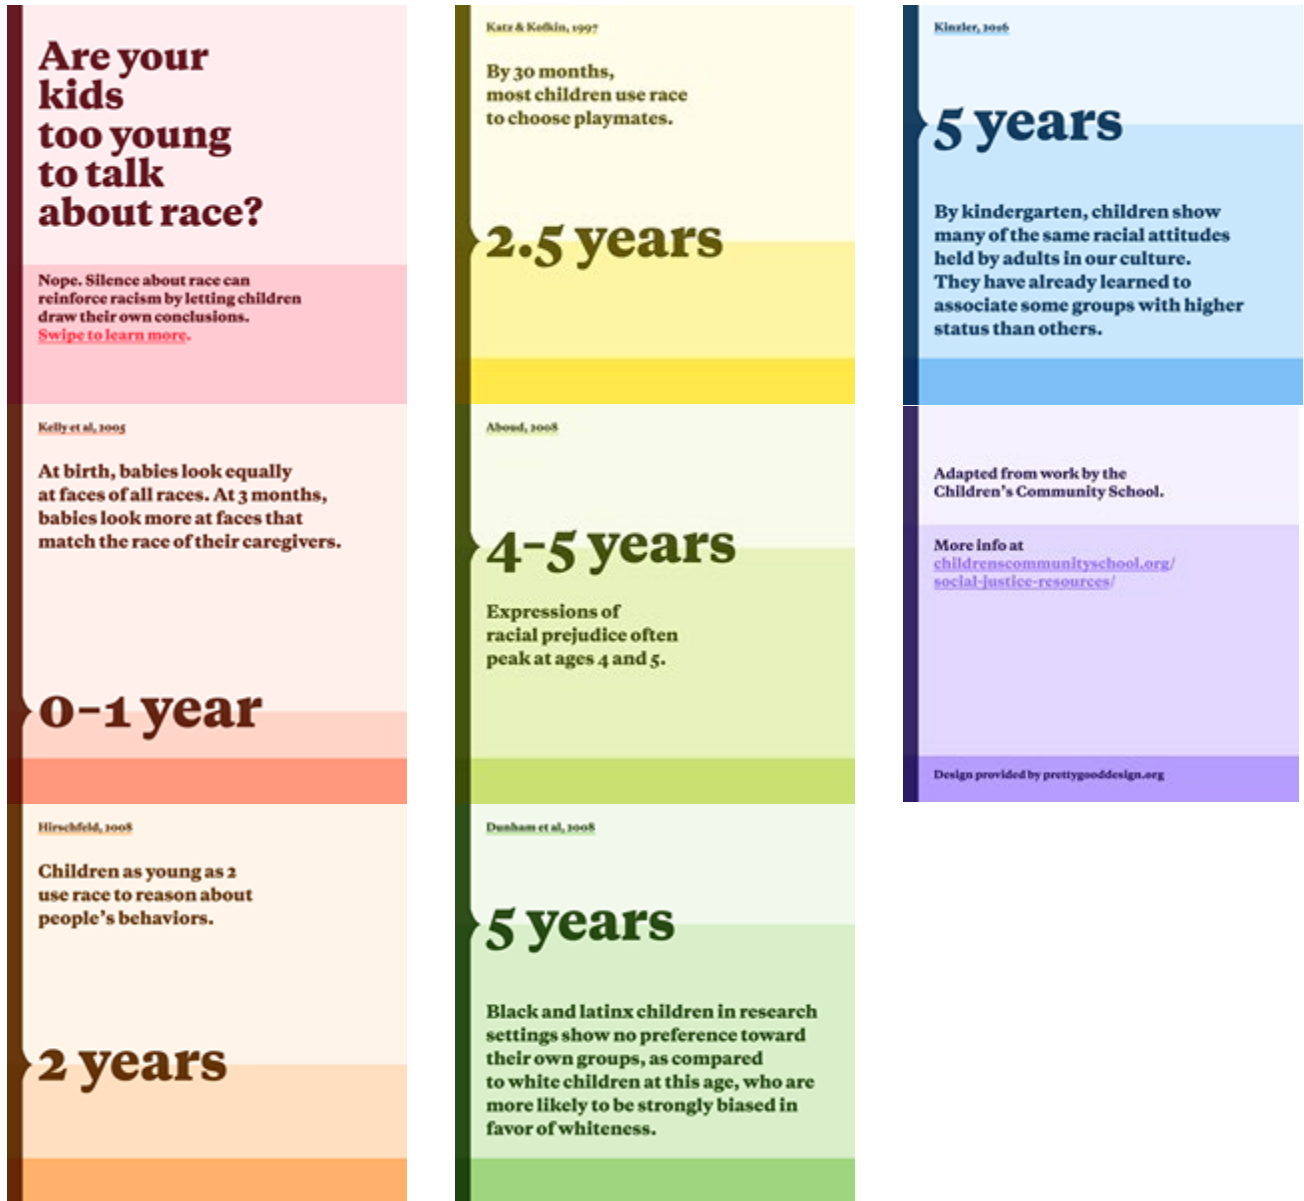 Are your
kids
too young
to talk
about race?
Nope. Silence about race can
reinforce racism by letting children
draw their own conclusions.
Swipe to learn more.
Kelly et al, 2005
At birth, babies look equally
at faces of all races. At 3 months,
babies look more at faces that
match the race of their caregivers.
0-1 year
Hirschfeld, 2008
Children as young as 2
use race to reason about
people's behaviors.
2 years
Katz & Kofkin, 1997
By 30 months,
most children use race
to choose playmates.
2.5 years
Aboud, 2008
4-5 years
Expressions of
racial prejudice often
peak at ages 4 and 5.
Dunham et al, 2008
5 years
Black and latinx children in research
settings show no preference toward
their own groups, as compared
to white children at this age, who are
more likely to be strongly biased in
favor of whiteness.
Kinzler, 2016
5 years
By kindergarten, children show
many of the same racial attitudes
held by adults in our culture.
They have already learned to
associate some groups with higher
status than others.
Adapted from work by the
Children's Community School.
More info at
childrenscommunityschool.org/
social-justice-resources/
Design provided by prettygooddesign.org